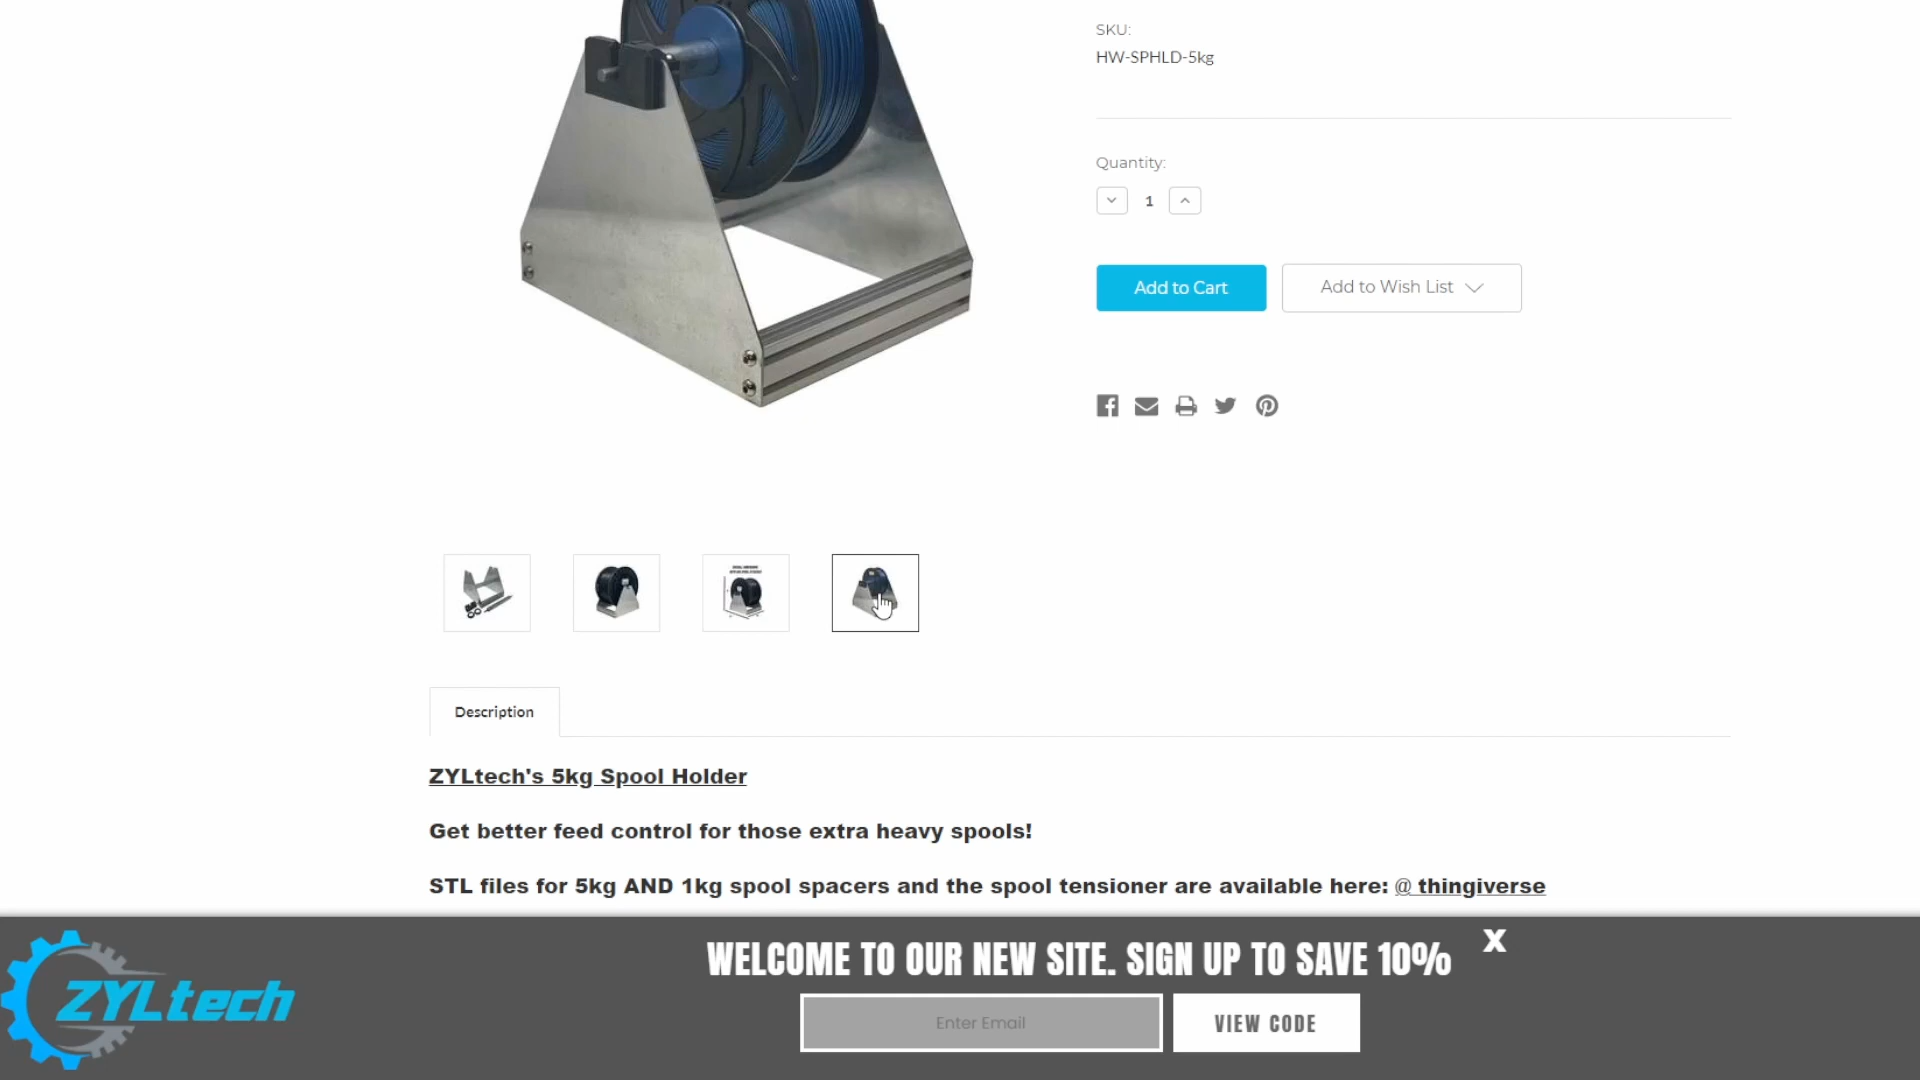 SKU:
HW-SPHLD-5kg
Quantity:
1
Add to Cart
Add to Wish List
Description
ZYLtech's 5kg Spool Holder
Get better feed control for those extra heavy spools!
STL files for 5kg AND 1kg spool spacers and the spool tensioner are available here: @ thingiverse
WELCOME TO OUR NEW SITE. SIGN UP TO SAVE 10%
X
ZYLtech
Enter Email
VIEW CODE